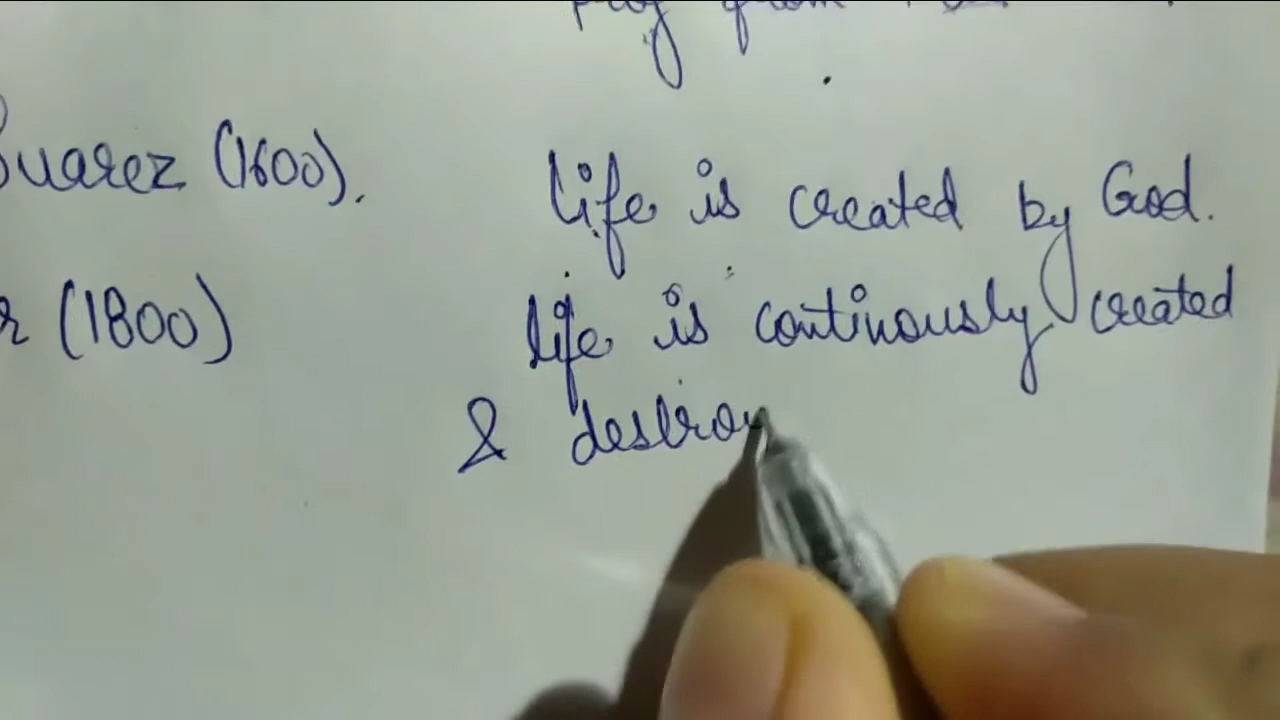 Suarez (1600). life is created by God.
(1800) life is continously created
& destroy